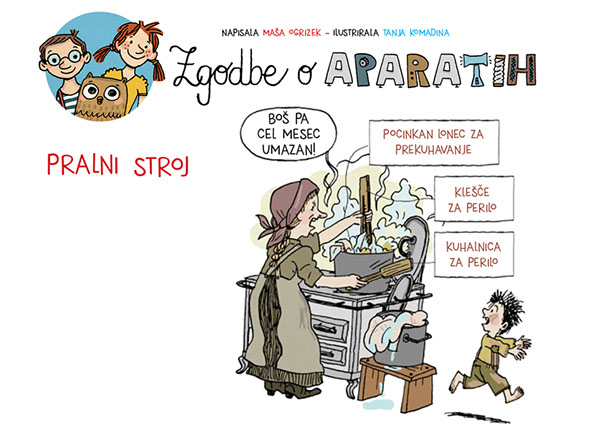 NAPISALA MAŠA OGRIZEK – ILUSTRIRALA TANJA KOMADINA
Zgodbe o APARATIH
PRALNI STROJ
BOŠ PA
CEL MESEC
UMAZAN!
POCINKAN LONEC ZA
PREKUHAVANJE
KLEŠČE
ZA PERILO
KUHALNICA
ZA PERILO